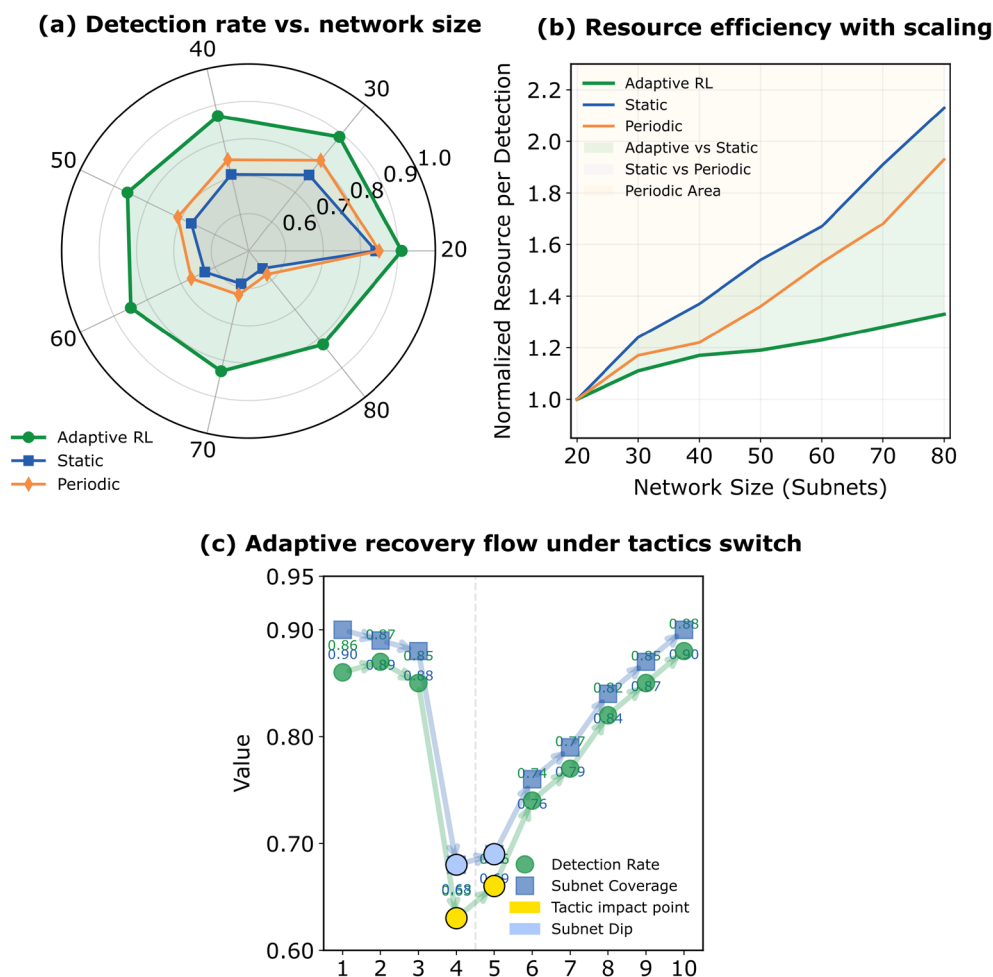 (a) Detection rate vs. network size
40
30
50
1.0
0.9
0.8
0.7
0.6
20
60
80
70
Adaptive RL
Static
Periodic
(b) Resource efficiency with scaling
Normalized Resource per Detection
2.2
2.0
1.8
1.6
1.4
1.2
1.0
Adaptive RL
Static
Periodic
Adaptive vs Static
Static vs Periodic
Periodic Area
20 30 40 50 60 70 80
Network Size (Subnets)
(c) Adaptive recovery flow under tactics switch
Value
0.95
0.90
0.80
0.70
0.60
0.86 0.87 0.85 0.74 0.77 0.82 0.85 0.88
0.90 0.89 0.88 0.69 0.76 0.79 0.84 0.87 0.90
Detection Rate
Subnet Coverage
Tactic impact point
Subnet Dip
1 2 3 4 5 6 7 8 9 10